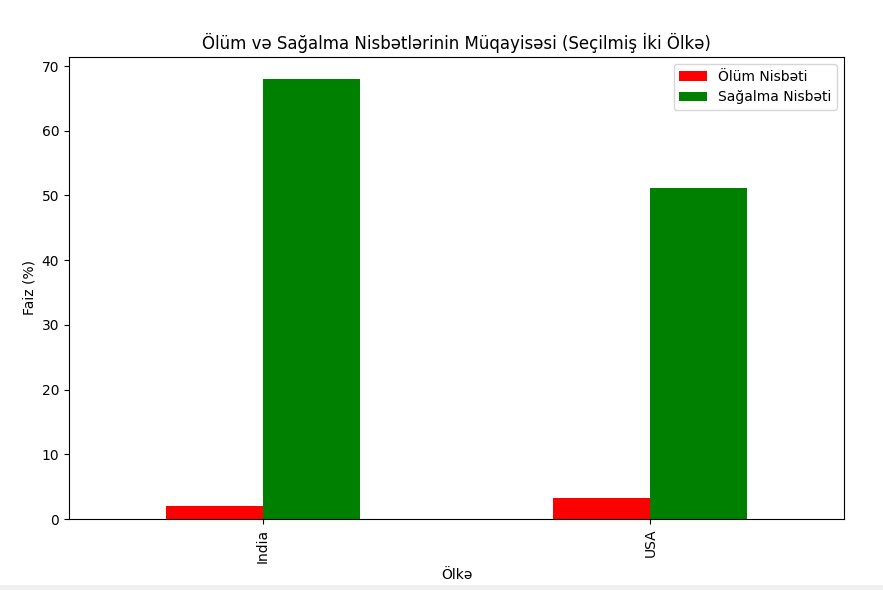 Ölüm və Sağalma Nisbətlərinin Müqayisəsi (Seçilmiş İki Ölkə)
Ölüm Nisbəti
Sağalma Nisbəti
Faiz (%)
70
60
50
40
30
20
10
0
India
USA
Ölkə